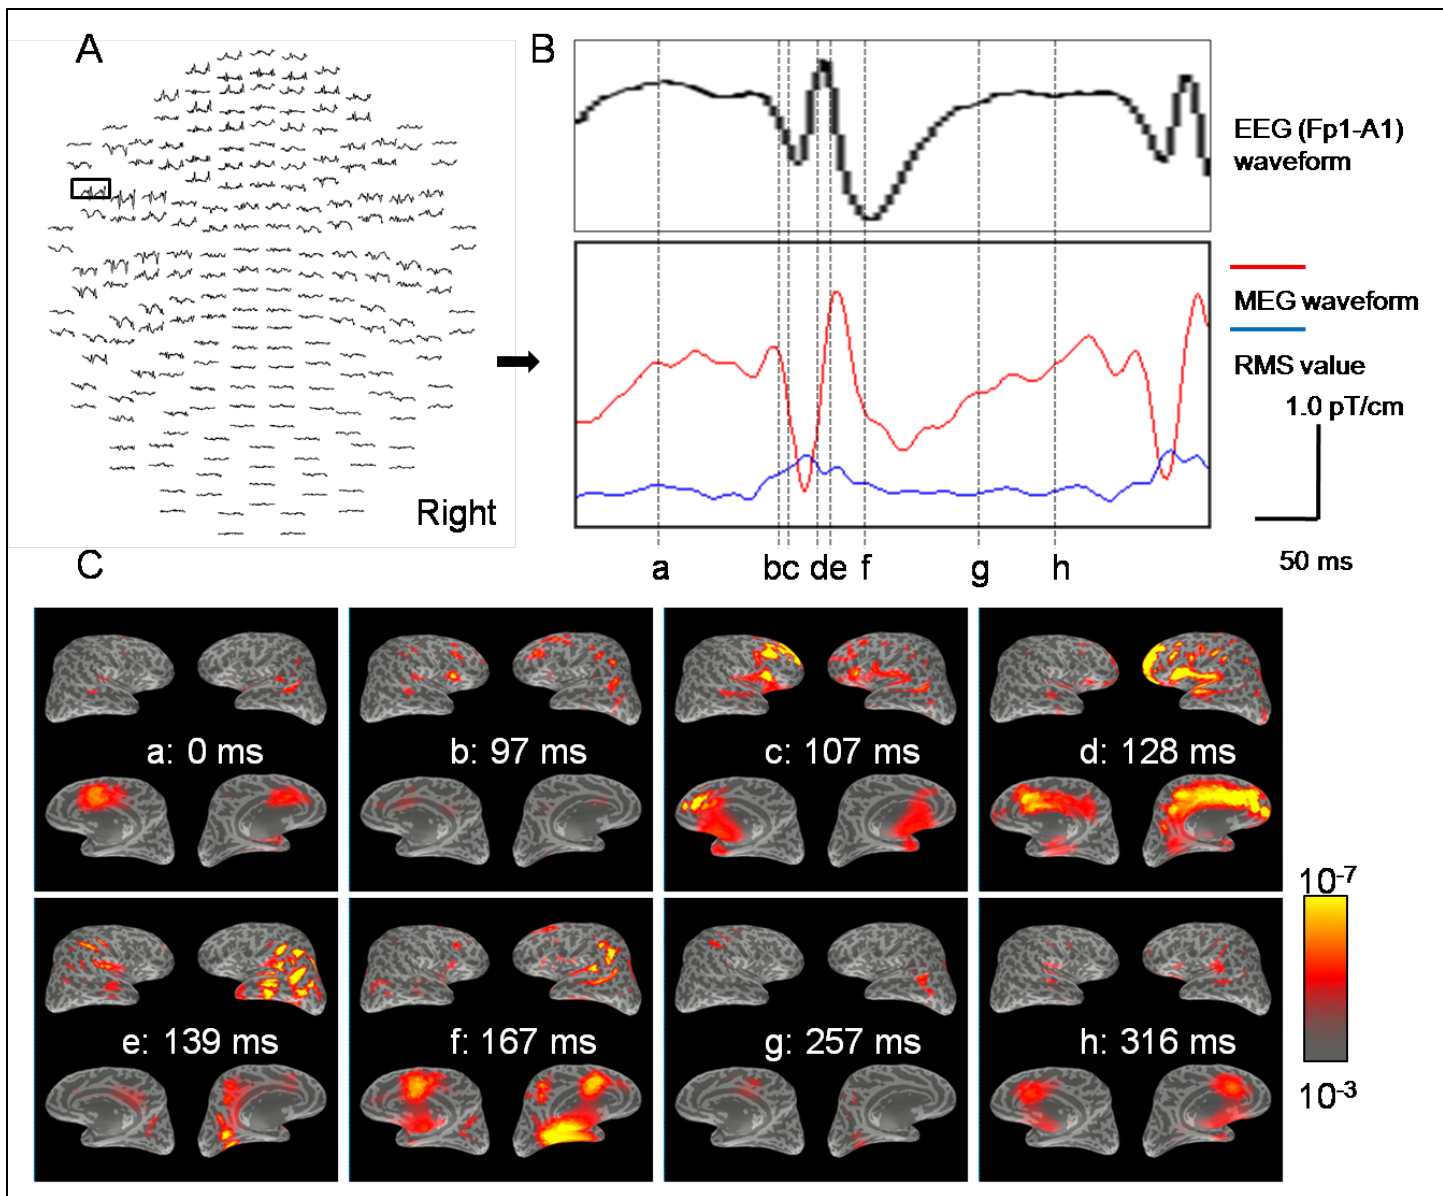 A
B
EEG (Fp1-A1)
waveform
MEG waveform
RMS value
1.0 pT/cm
50 ms
Right
a
bc
de
f
g
h
C
a: 0 ms
b: 97 ms
c: 107 ms
d: 128 ms
e: 139 ms
f: 167 ms
g: 257 ms
h: 316 ms
10-7
10-3